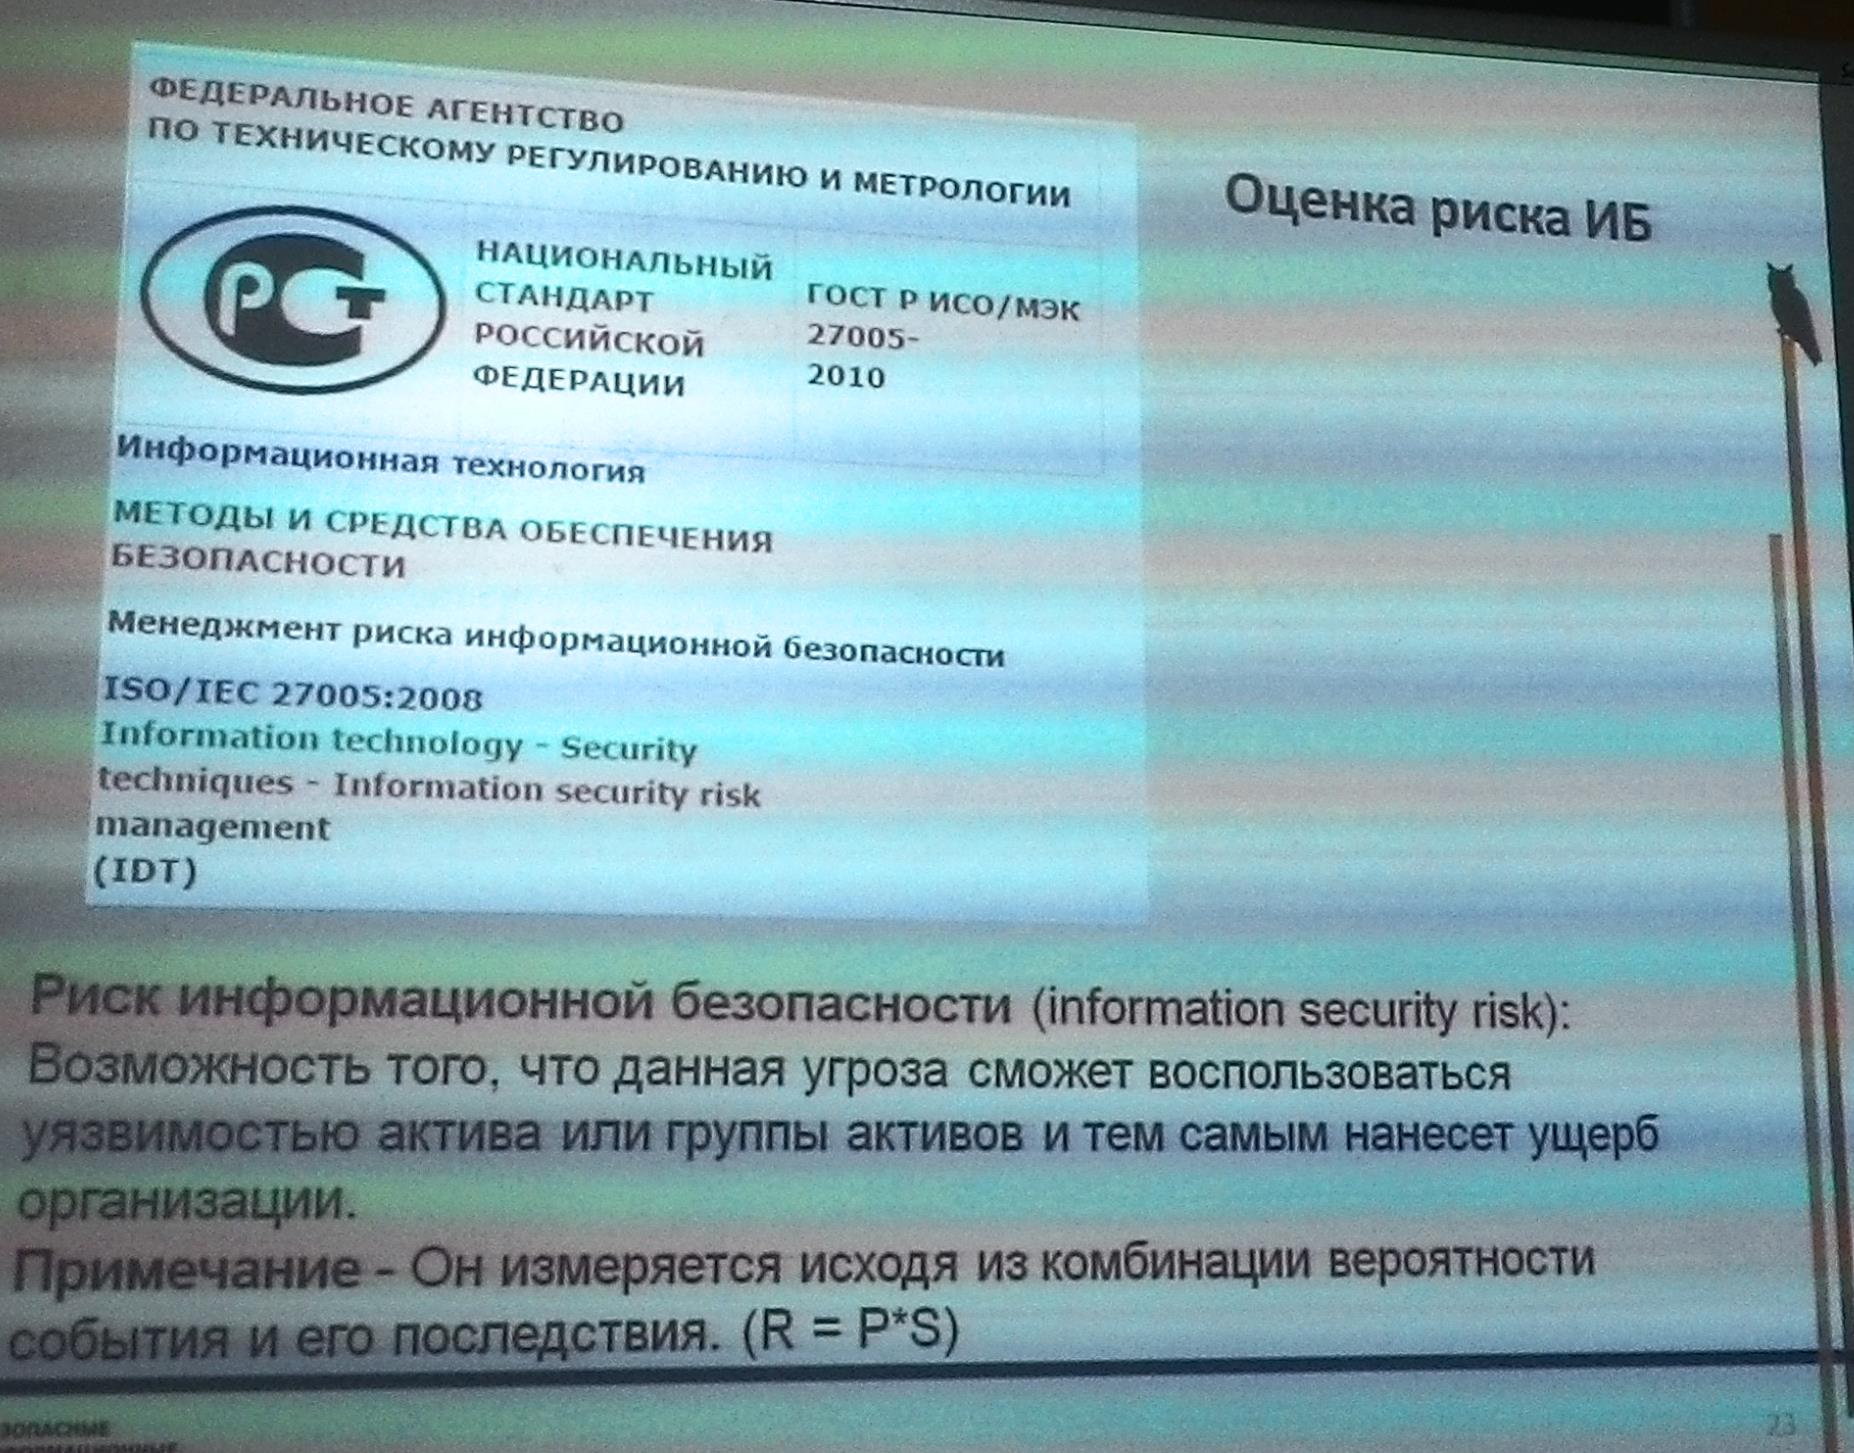 ФЕДЕРАЛЬНОЕ АГЕНТСТВО
ПО ТЕХНИЧЕСКОМУ РЕГУЛИРОВАНИЮ И МЕТРОЛОГИИ
Оценка риска ИБ
РСТ
НАЦИОНАЛЬНЫЙ
СТАНДАРТ
РОССИЙСКОЙ
ФЕДЕРАЦИИ
ГОСТ Р ИСО/МЭК
27005-
2010
Информационная технология
МЕТОДЫ И СРЕДСТВА ОБЕСПЕЧЕНИЯ
БЕЗОПАСНОСТИ
Менеджмент риска информационной безопасности
ISO/IEC 27005:2008
Information technology - Security
techniques - Information security risk
management
(IDT)
Риск информационной безопасности (information security risk):
Возможность того, что данная угроза сможет воспользоваться
уязвимостью актива или группы активов и тем самым нанесет ущерб
организации.
Примечание - Он измеряется исходя из комбинации вероятности
события и его последствия. (R = P*S)
23